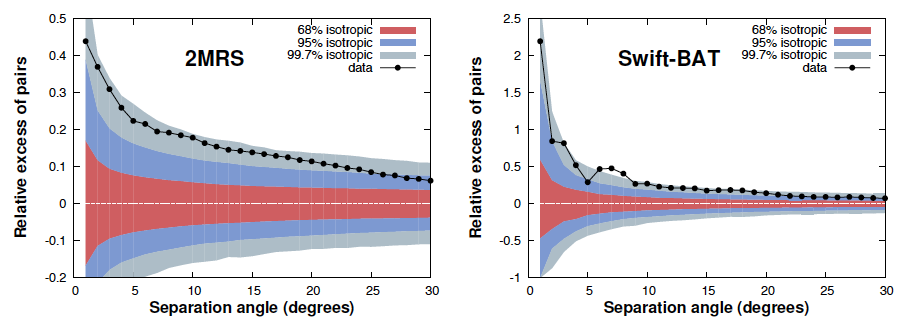 0.5
0.4
0.3
0.2
0.1
0
-0.1
-0.2
Relative excess of pairs
2MRS
68% isotropic
95% isotropic
99.7% isotropic
data
0 5 10 15 20 25 30
Separation angle (degrees)
2.5
2
1.5
1
0.5
0
-0.5
-1
Relative excess of pairs
Swift-BAT
68% isotropic
95% isotropic
99.7% isotropic
data
0 5 10 15 20 25 30
Separation angle (degrees)